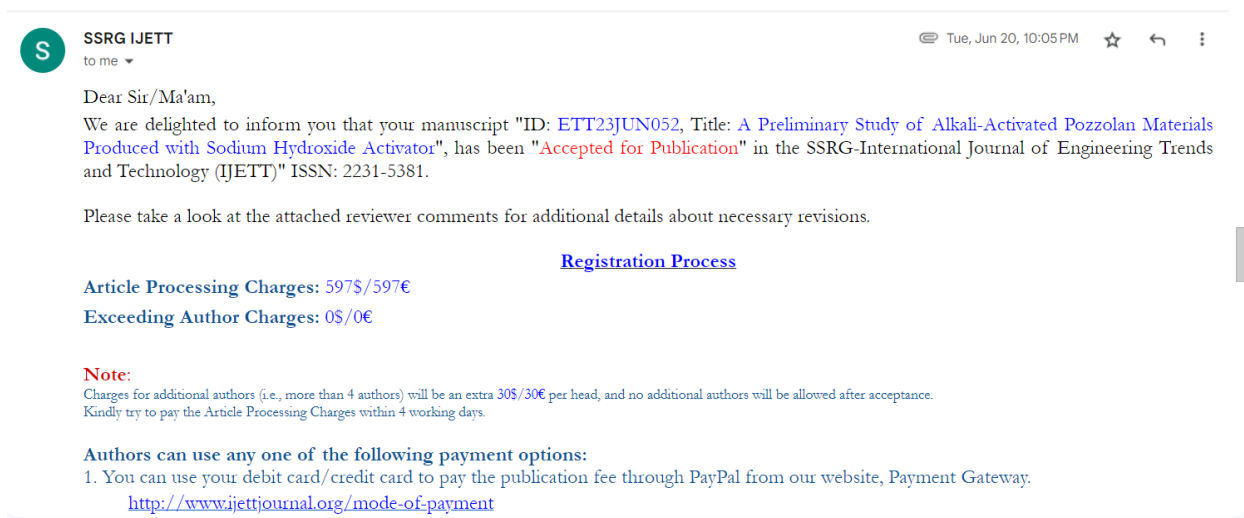 S
SSRG IJETT
Tue, Jun 20, 10:05 PM
to me
Dear Sir/Ma'am,
We are delighted to inform you that your manuscript "ID: ETT23JUN052, Title: A Preliminary Study of Alkali-Activated Pozzolan Materials
Produced with Sodium Hydroxide Activator", has been "Accepted for Publication" in the SSRG-International Journal of Engineering Trends
and Technology (IJETT)" ISSN: 2231-5381.
Please take a look at the attached reviewer comments for additional details about necessary revisions.
Registration Process
Article Processing Charges: 597$/597€
Exceeding Author Charges: 0$/0€
Note:
Charges for additional authors (i.e., more than 4 authors) will be an extra 30$/30€ per head, and no additional authors will be allowed after acceptance.
Kindly try to pay the Article Processing Charges within 4 working days.
Authors can use any one of the following payment options:
1. You can use your debit card/credit card to pay the publication fee through PayPal from our website, Payment Gateway.
http://www.ijettjournal.org/mode-of-payment